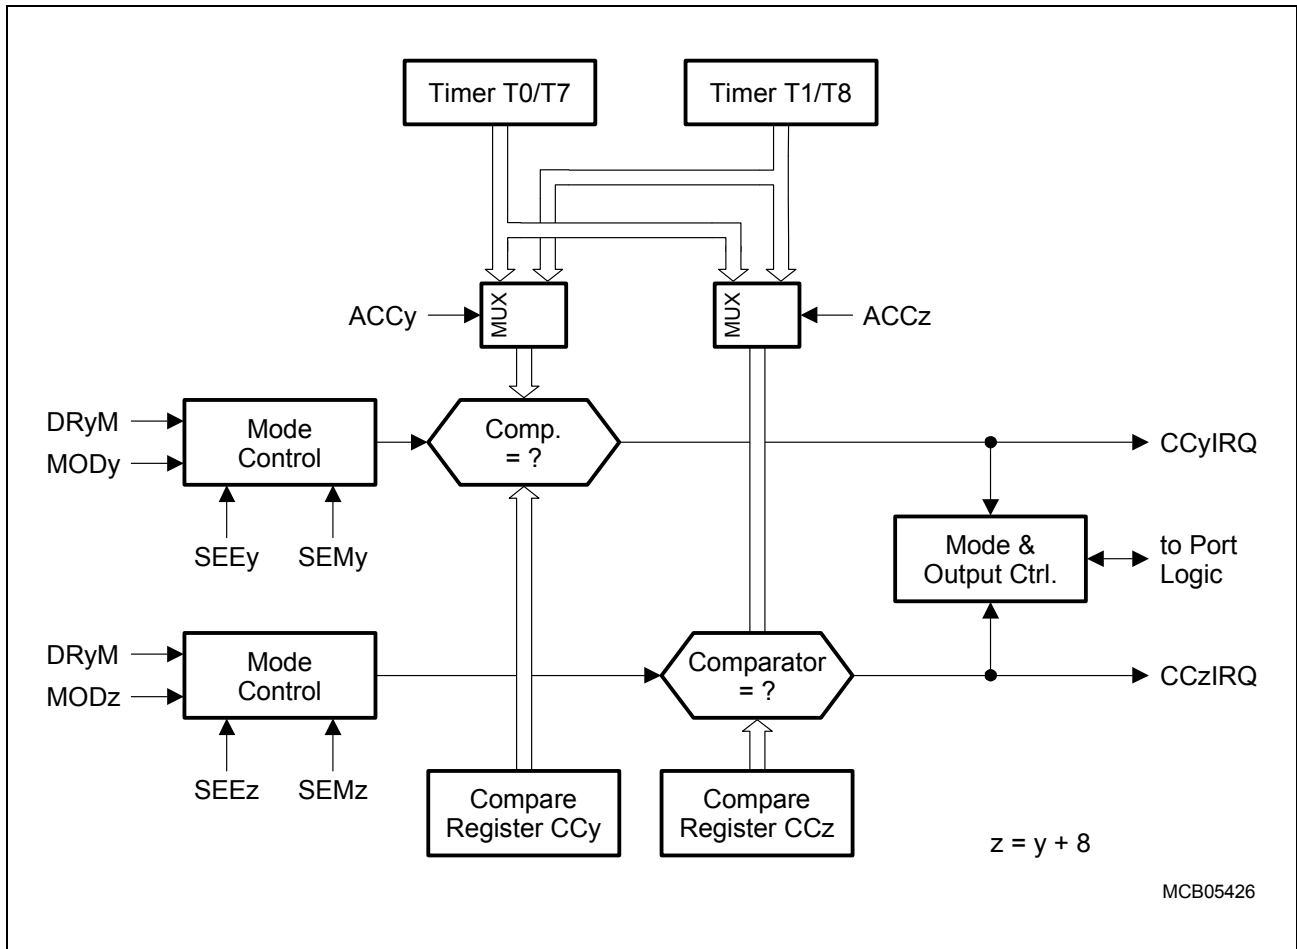 Timer T0/T7
Timer T1/T8
ACCy
MUX
MUX
ACCz
DRyM
MODy
Mode
Control
Comp.
= ?
CCyIRQ
SEEy
SEMy
Mode &
Output Ctrl.
to Port
Logic
DRyM
MODz
Mode
Control
Comparator
= ?
CCzIRQ
SEEz
SEMz
Compare
Register CCy
Compare
Register CCz
z = y + 8
MCB05426